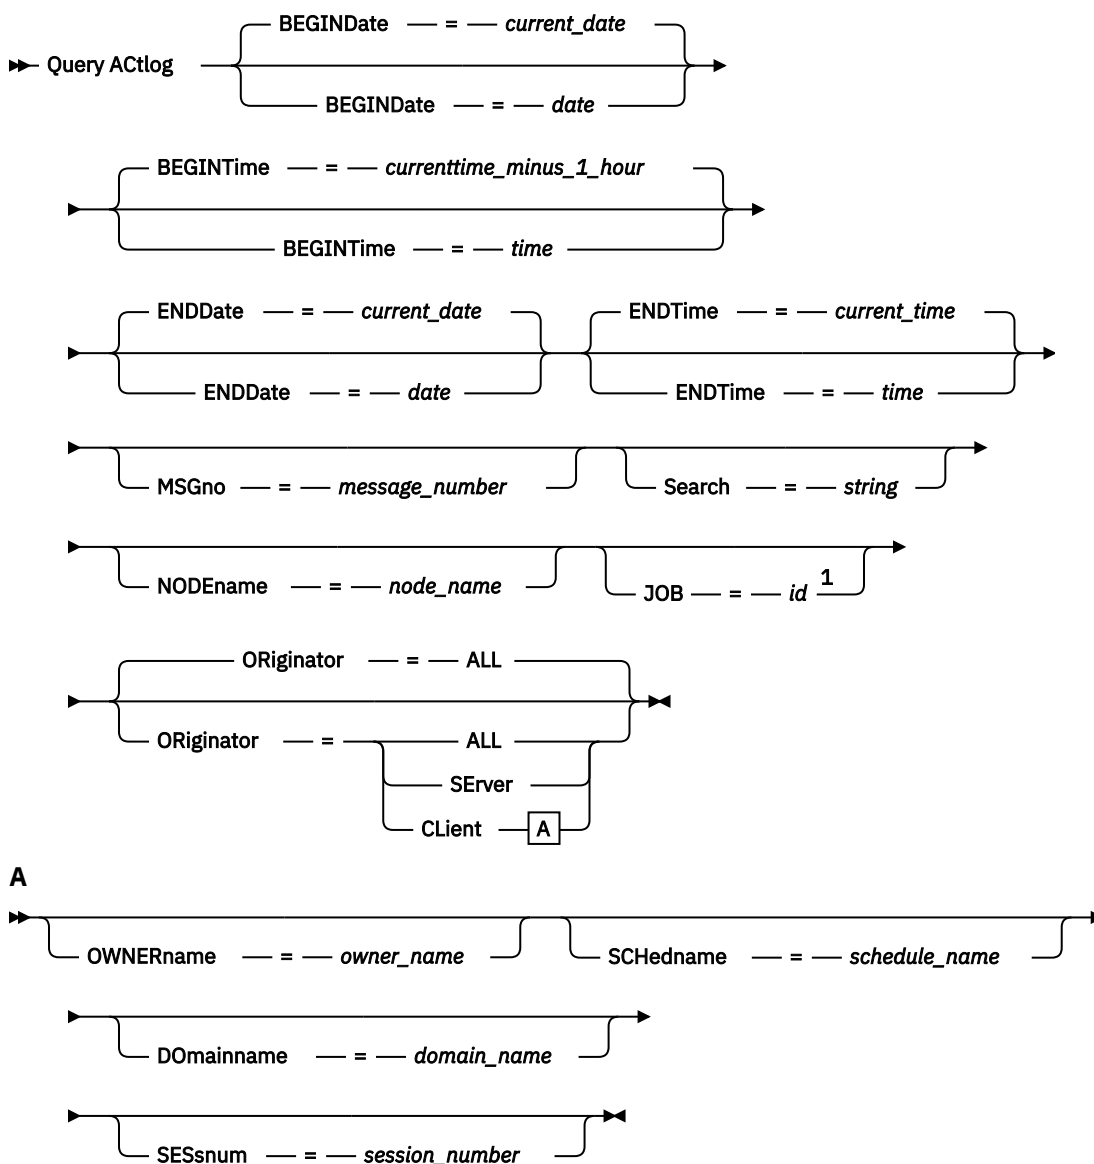 BEGINDate = current_date
Query ACtlog
BEGINDate = date
BEGINTime = currenttime_minus_1_hour
BEGINTime = time
ENDDate = current_date ENDTime = current_time
ENDDate = date ENDTime = time
MSGno = message_number Search = string
NODEname = node_name JOB = id 1
ORiginator = ALL
ORiginator = ALL
SErver
CLient A
A
OWNERname = owner_name SCHedname = schedule_name
DOmainname = domain_name
SESsnum = session_number